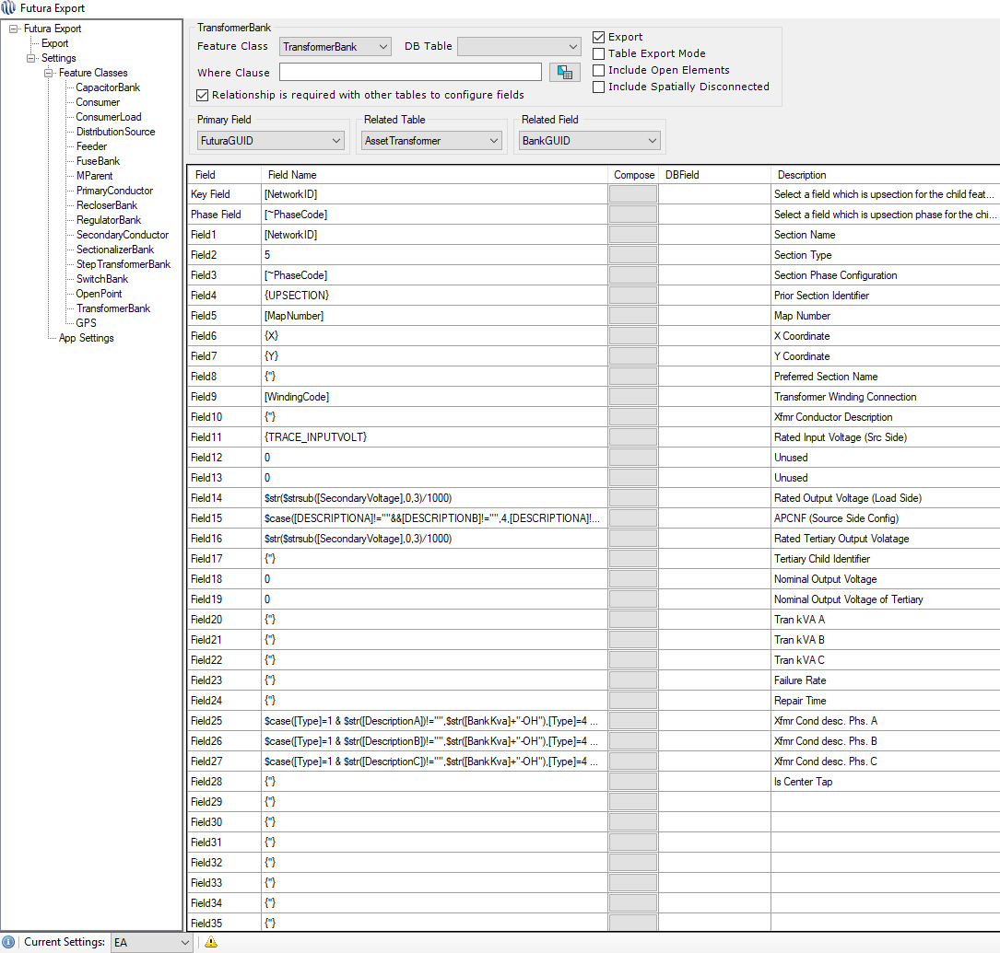 Futura Export
Futura Export
Export
Settings
Feature Classes
CapacitorBank
Consumer
ConsumerLoad
DistributionSource
Feeder
FuseBank
MParent
PrimaryConductor
RecloserBank
RegulatorBank
SecondaryConductor
SectionalizerBank
StepTransformerBank
SwitchBank
OpenPoint
TransformerBank
GPS
App Settings
TransformerBank
Feature Class TransformerBank DB Table
Where Clause
Relationship is required with other tables to configure fields
Export
Table Export Mode
Include Open Elements
Include Spatially Disconnected
Primary Field Related Table Related Field
FuturaGUID AssetTransformer BankGUID
Field Field Name Compose DBField Description
Key Field [NetworkID] Select a field which is upsection for the child feat...
Phase Field [~PhaseCode] Select a field which is upsection phase for the chi...
Field1 [NetworkID] Section Name
Field2 5 Section Type
Field3 [~PhaseCode] Section Phase Configuration
Field4 {UPSECTION} Prior Section Identifier
Field5 [MapNumber] Map Number
Field6 {X} X Coordinate
Field7 {Y} Y Coordinate
Field8 {''} Preferred Section Name
Field9 [WindingCode] Transformer Winding Connection
Field10 {''} Xfmr Conductor Description
Field11 {TRACE_INPUTVOLT} Rated Input Voltage (Src Side)
Field12 0 Unused
Field13 0 Unused
Field14 $str($strsub([SecondaryVoltage],0,3)/1000) Rated Output Voltage (Load Side)
Field15 $case([DESCRIPTIONA]!=""&&[DESCRIPTIONB]!="",4,[DESCRIPTIONA]!... APCNF (Source Side Config)
Field16 $str($strsub([SecondaryVoltage],0,3)/1000) Rated Tertiary Output Volatage
Field17 {''} Tertiary Child Identifier
Field18 0 Nominal Output Voltage
Field19 0 Nominal Output Voltage of Tertiary
Field20 {''} Tran kVA A
Field21 {''} Tran kVA B
Field22 {''} Tran kVA C
Field23 {''} Failure Rate
Field24 {''} Repair Time
Field25 $case([Type]=1 & $str([DescriptionA])!="",$str([BankKva]+"-OH"),[Type]=4 ... Xfmr Cond desc. Phs. A
Field26 $case([Type]=1 & $str([DescriptionB])!="",$str([BankKva]+"-OH"),[Type]=4 ... Xfmr Cond desc. Phs. B
Field27 $case([Type]=1 & $str([DescriptionC])!="",$str([BankKva]+"-OH"),[Type]=4 ... Xfmr Cond desc. Phs. C
Field28 {''} Is Center Tap
Field29 {''}
Field30 {''}
Field31 {''}
Field32 {''}
Field33 {''}
Field34 {''}
Field35 {''}
Current Settings: EA